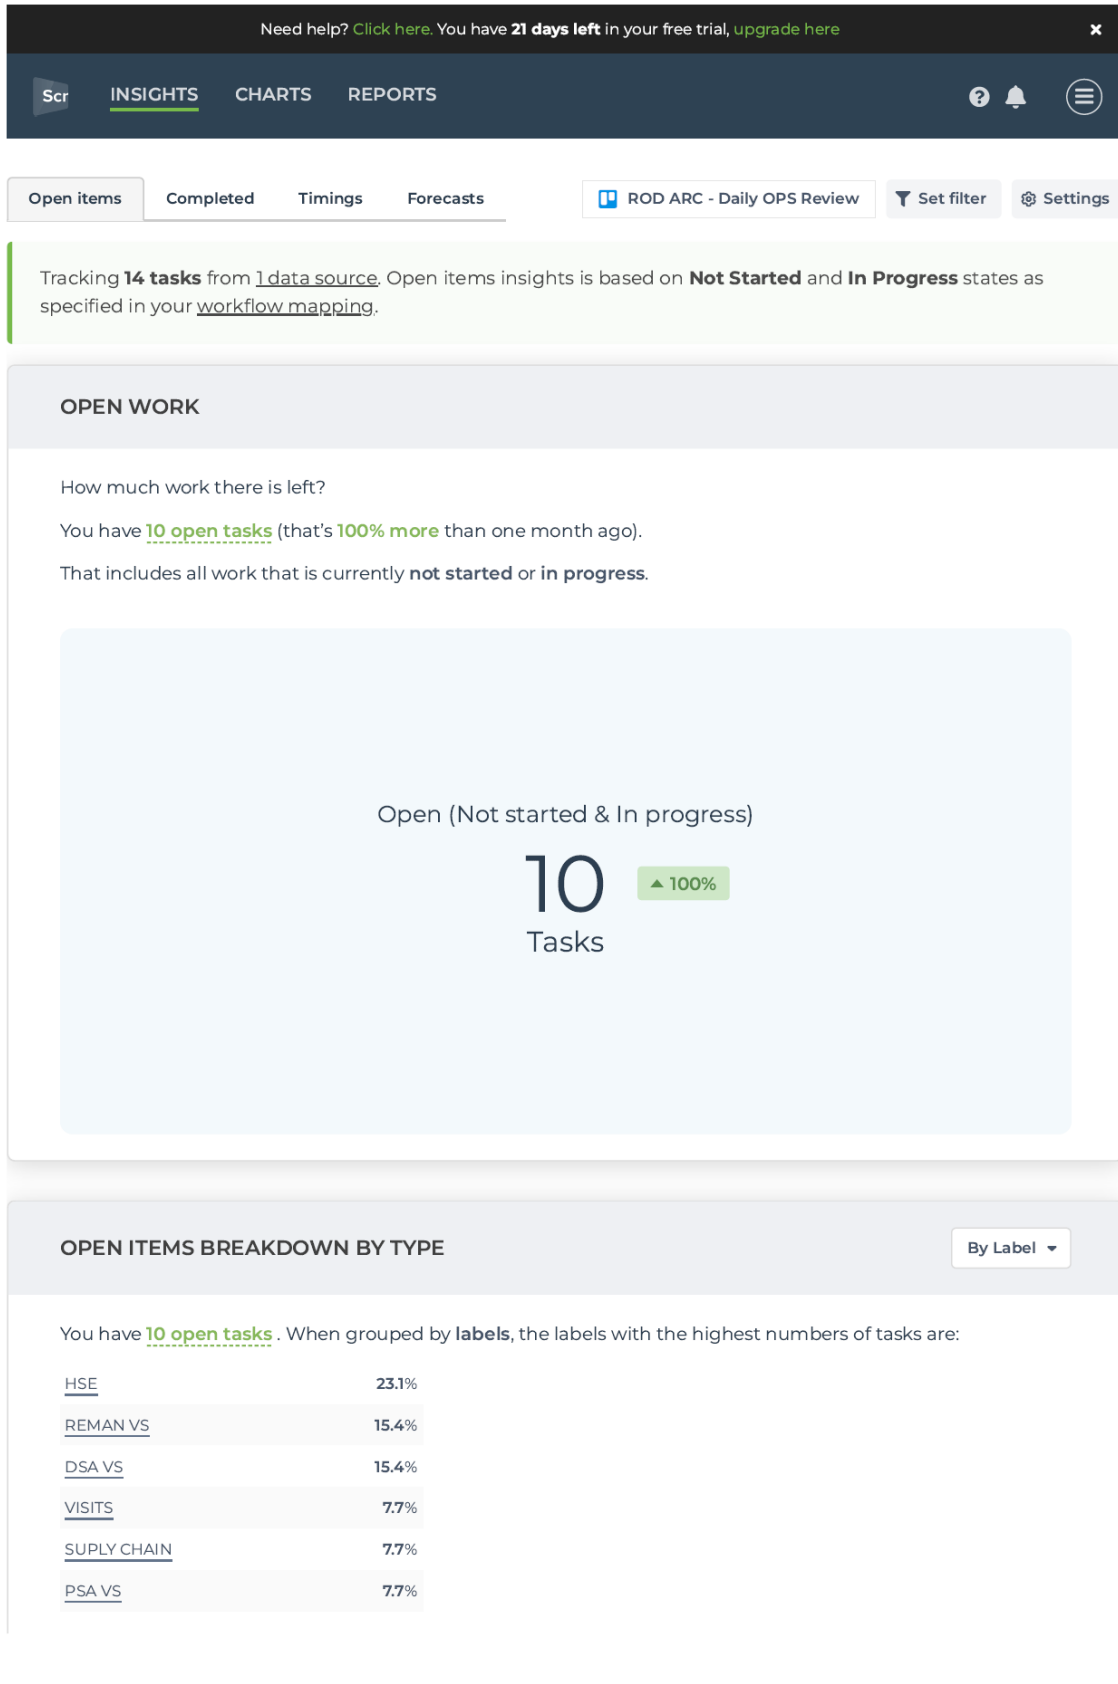 Need help? Click here. You have 21 days left in your free trial, upgrade here
Scr INSIGHTS CHARTS REPORTS
Open items Completed Timings Forecasts ROD ARC - Daily OPS Review Set filter Settings
Tracking 14 tasks from 1 data source. Open items insights is based on Not Started and In Progress states as
specified in your workflow mapping.
OPEN WORK
How much work there is left?
You have 10 open tasks (that's 100% more than one month ago).
That includes all work that is currently not started or in progress.
Open (Not started & In progress)
10 100%
Tasks
OPEN ITEMS BREAKDOWN BY TYPE By Label
You have 10 open tasks . When grouped by labels, the labels with the highest numbers of tasks are:
HSE 23.1%
REMAN VS 15.4%
DSA VS 15.4%
VISITS 7.7%
SUPLY CHAIN 7.7%
PSA VS 7.7%